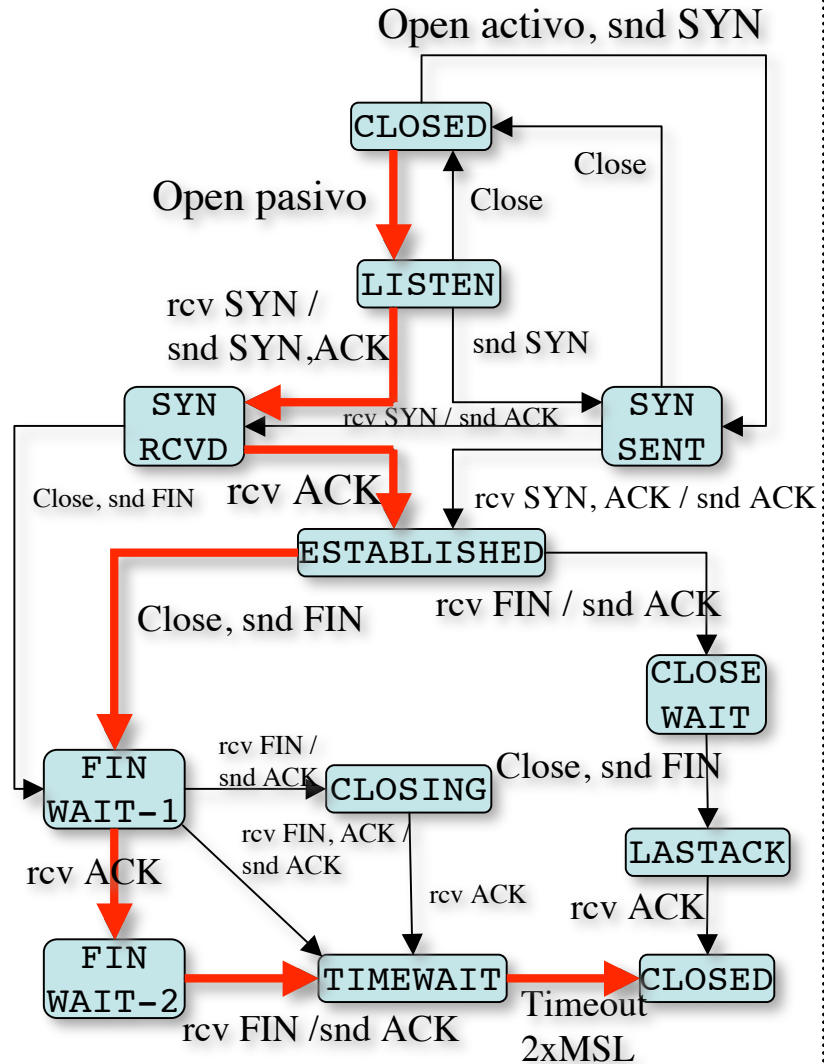 Open activo, snd SYN
CLOSED
Close
Open pasivo
Close
LISTEN
rcv SYN /
snd SYN,ACK
snd SYN
SYN
RCVD
rcv SYN / snd ACK
SYN
SENT
Close, snd FIN
rcv ACK
rcv SYN, ACK / snd ACK
ESTABLISHED
Close, snd FIN
rcv FIN / snd ACK
CLOSE
WAIT
FIN
WAIT-1
rcv FIN /
snd ACK
CLOSING
Close, snd FIN
rcv FIN, ACK /
snd ACK
LASTACK
rcv ACK
rcv ACK
rcv ACK
FIN
WAIT-2
TIMEWAIT
CLOSED
rcv FIN /snd ACK
Timeout
2xMSL